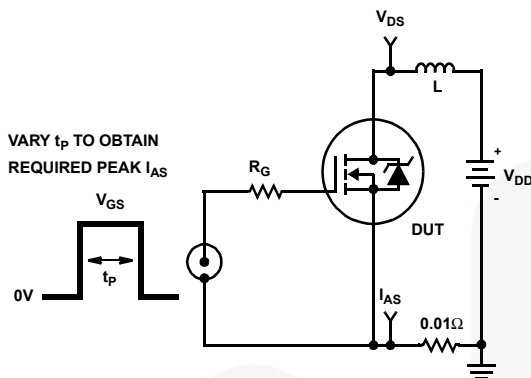 V_DS
L
VARY t_P TO OBTAIN
REQUIRED PEAK I_AS
R_G
+
V_DD
-
V_GS
DUT
t_P
0V
I_AS
0.01Ω